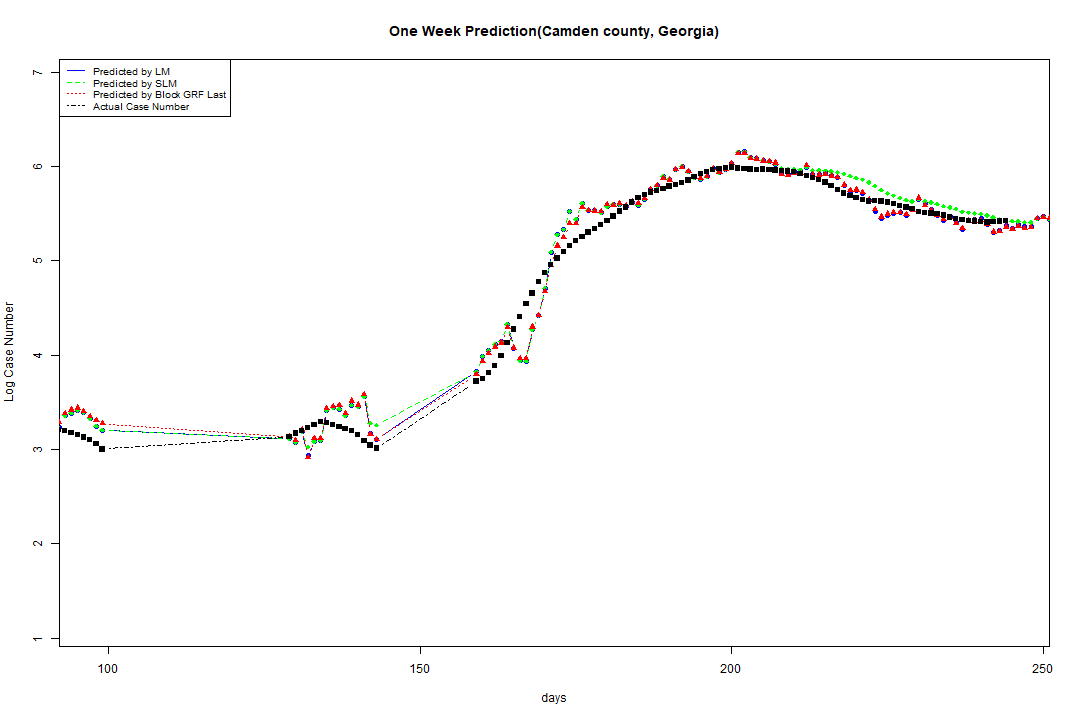 One Week Prediction(Camden county, Georgia)
Predicted by LM
Predicted by SLM
Predicted by Block GRF Last
Actual Case Number
7
6
5
4
3
2
1
Log Case Number
100 150 200 250
days